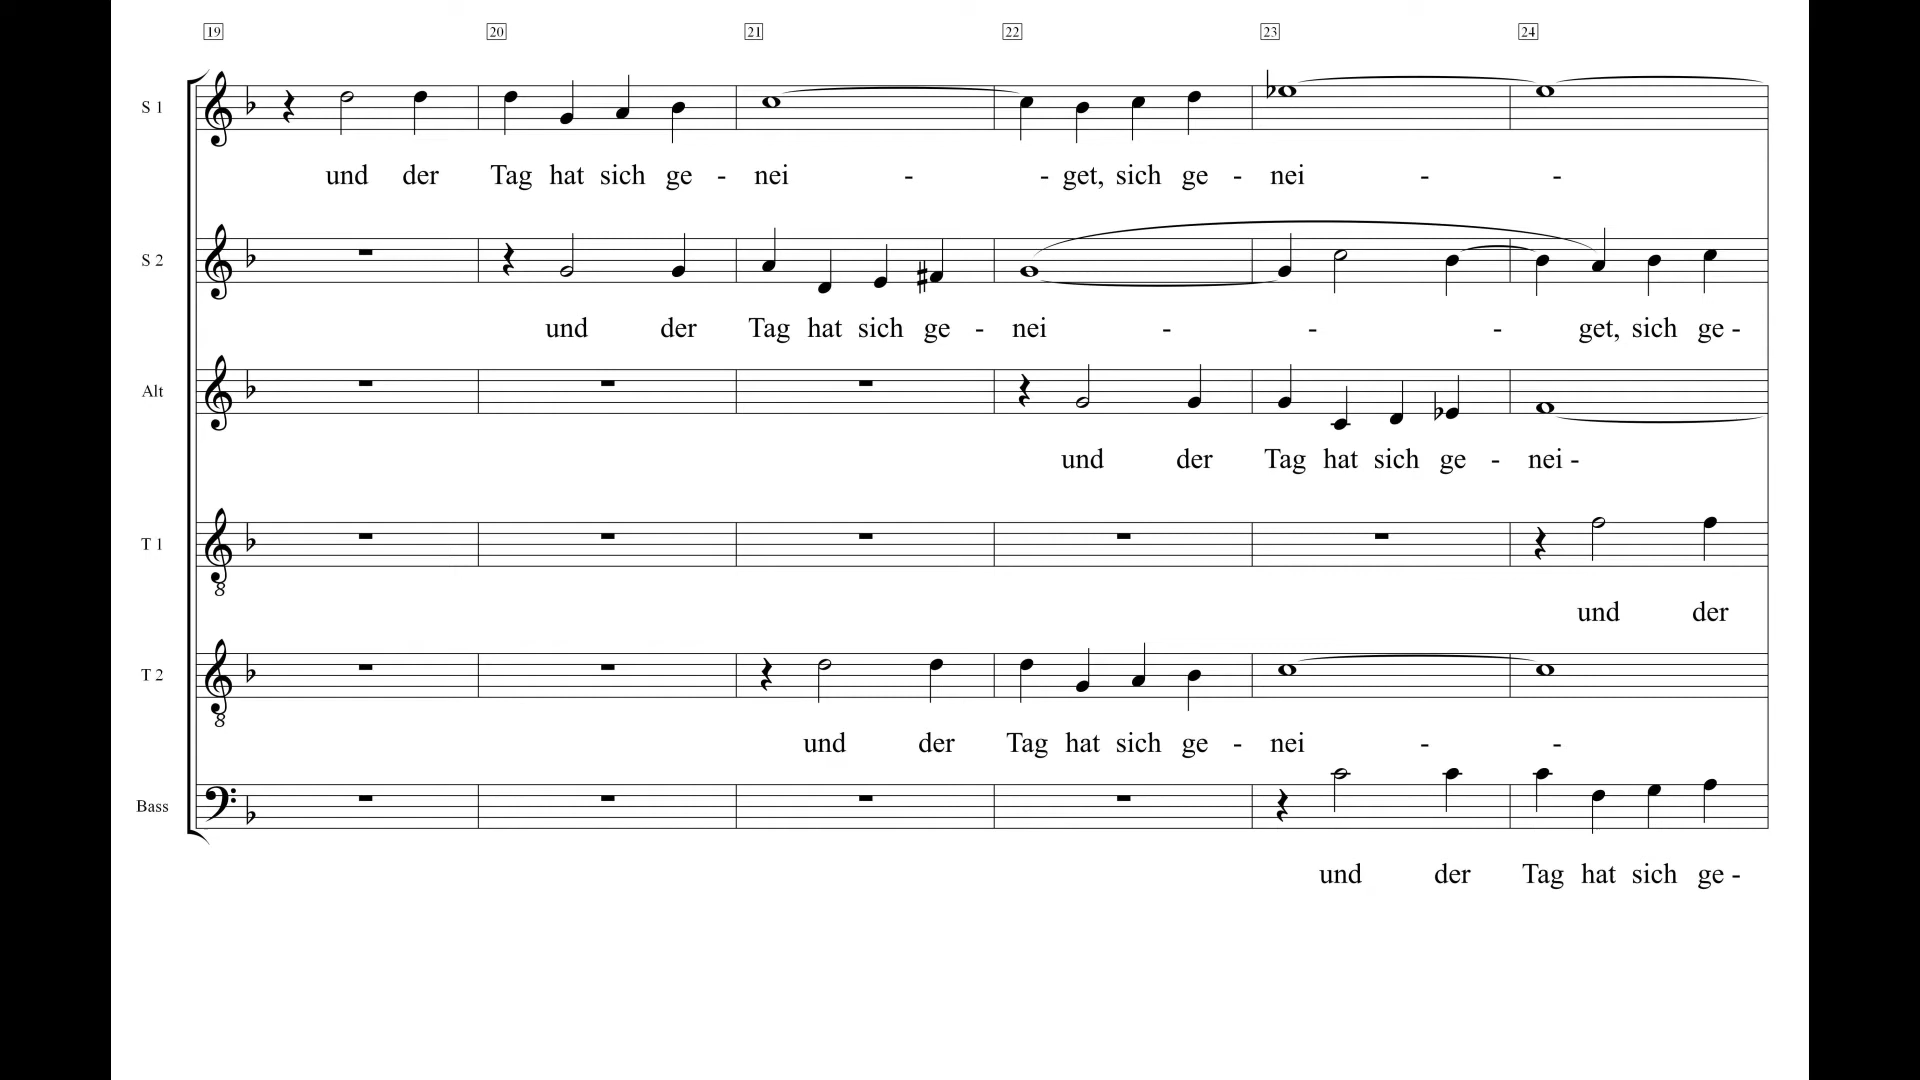 19 20 21 22 23 24
S 1
und der Tag hat sich ge - nei - - get, sich ge - nei - -
S 2
und der Tag hat sich ge - nei - - - get, sich ge -
Alt
und der Tag hat sich ge - nei -
T 1
8
und der
T 2
8
und der Tag hat sich ge - nei - -
Bass
und der Tag hat sich ge -